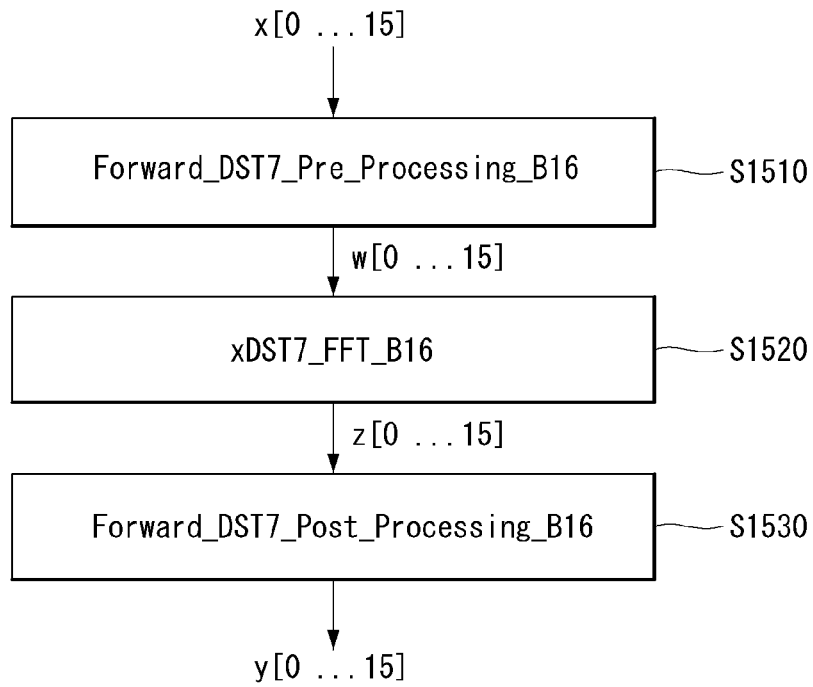 x[0 ...15]
Forward_DST7_Pre_Processing_B16
S1510
w[0 ...15]
xDST7_FFT_B16
S1520
z[0 ...15]
Forward_DST7_Post_Processing_B16
S1530
y[0 ...15]